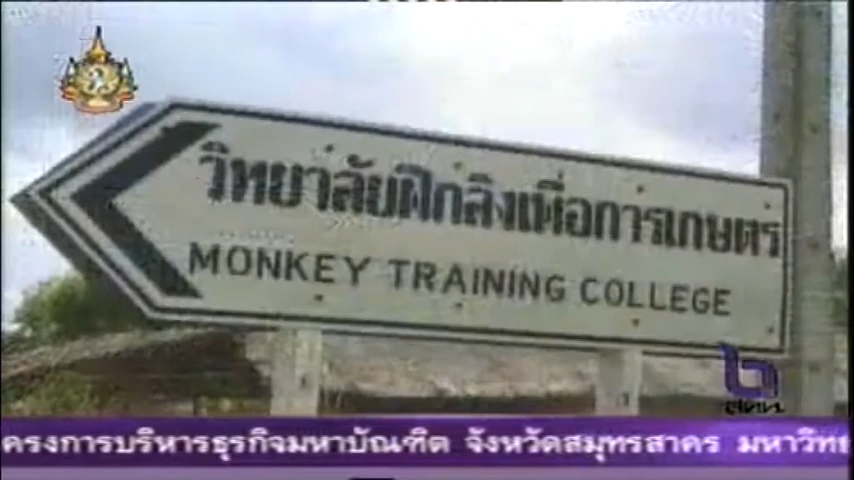 วิทยาลัยฝึกลิงเพื่อการเกษตร
MONKEY TRAINING COLLEGE
ครงการบริหารธุรกิจมหาบัณฑิต จังหวัดสมุทรสาคร มหาวิทย